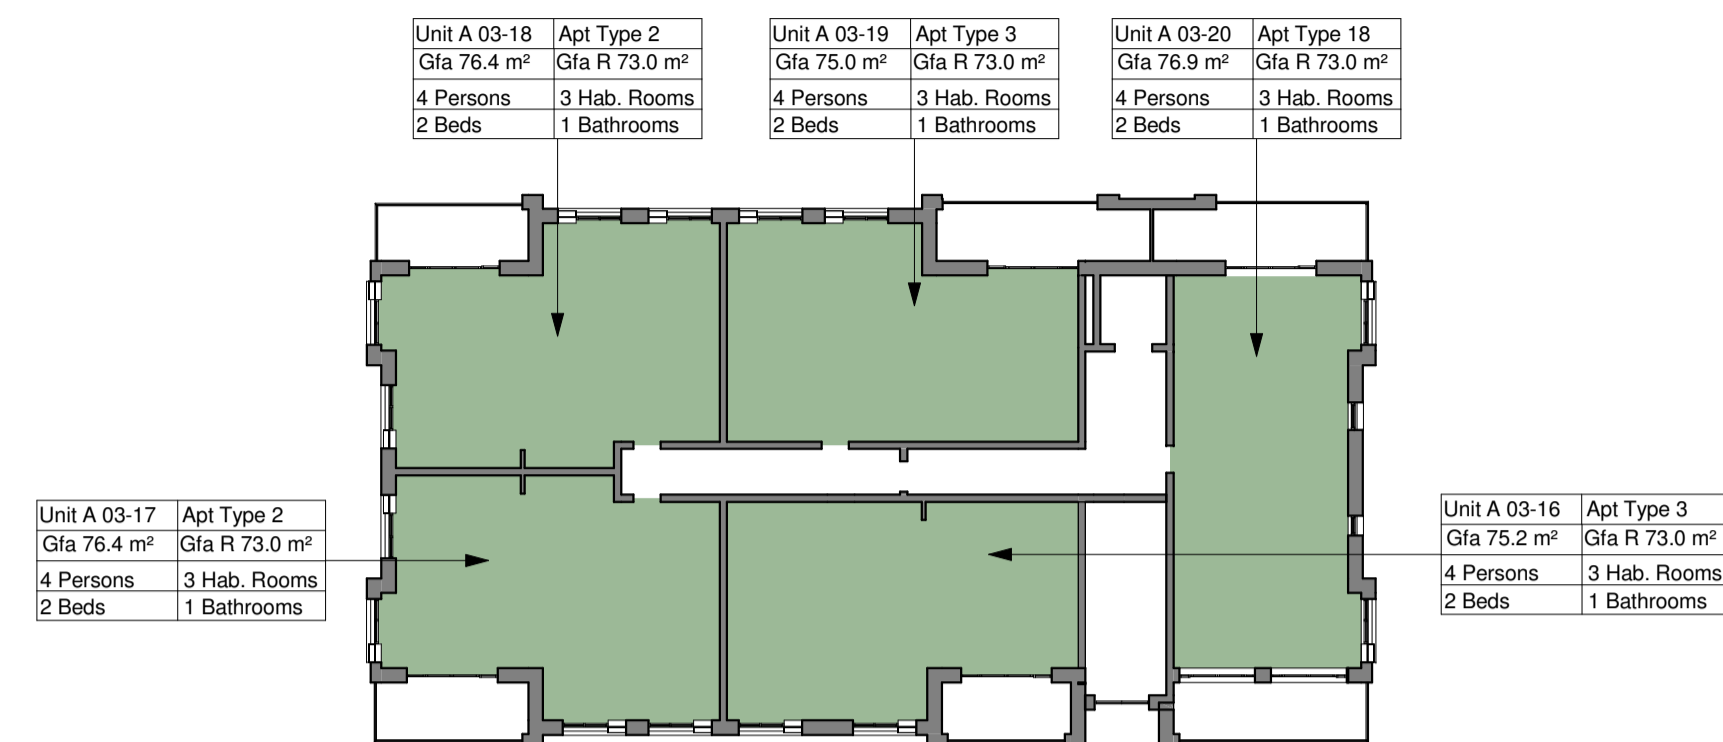 Unit A 03-18 Apt Type 2
Gfa 76.4 m² Gfa R 73.0 m²
4 Persons 3 Hab. Rooms
2 Beds 1 Bathrooms
Unit A 03-19 Apt Type 3
Gfa 75.0 m² Gfa R 73.0 m²
4 Persons 3 Hab. Rooms
2 Beds 1 Bathrooms
Unit A 03-20 Apt Type 18
Gfa 76.9 m² Gfa R 73.0 m²
4 Persons 3 Hab. Rooms
2 Beds 1 Bathrooms
Unit A 03-17 Apt Type 2
Gfa 76.4 m² Gfa R 73.0 m²
4 Persons 3 Hab. Rooms
2 Beds 1 Bathrooms
Unit A 03-16 Apt Type 3
Gfa 75.2 m² Gfa R 73.0 m²
4 Persons 3 Hab. Rooms
2 Beds 1 Bathrooms